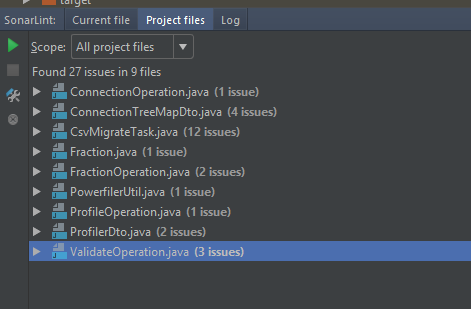 target
SonarLint: Current file Project files Log
Scope: All project files
Found 27 issues in 9 files
ConnectionOperation.java (1 issue)
ConnectionTreeMapDto.java (4 issues)
CsvMigrateTask.java (12 issues)
Fraction.java (1 issue)
FractionOperation.java (2 issues)
PowerfilerUtil.java (1 issue)
ProfileOperation.java (1 issue)
ProfilerDto.java (2 issues)
ValidateOperation.java (3 issues)